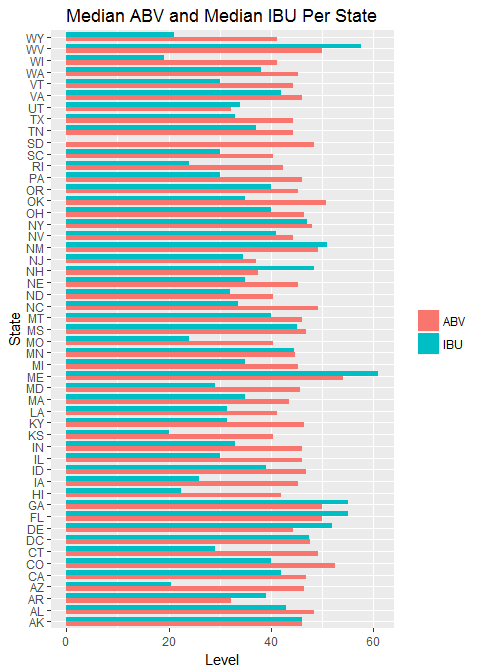 Median ABV and Median IBU Per State
WY
WV
WI
WA
VT
VA
UT
TX
TN
SD
SC
RI
PA
OR
OK
OH
NY
NV
NM
NJ
NH
NE
ND
NC
MT
MS
MO
MN
MI
ME
MD
MA
LA
KY
KS
IN
IL
ID
IA
HI
GA
FL
DE
DC
CT
CO
CA
AZ
AR
AL
AK
State
0 20 40 60
Level
ABV
IBU